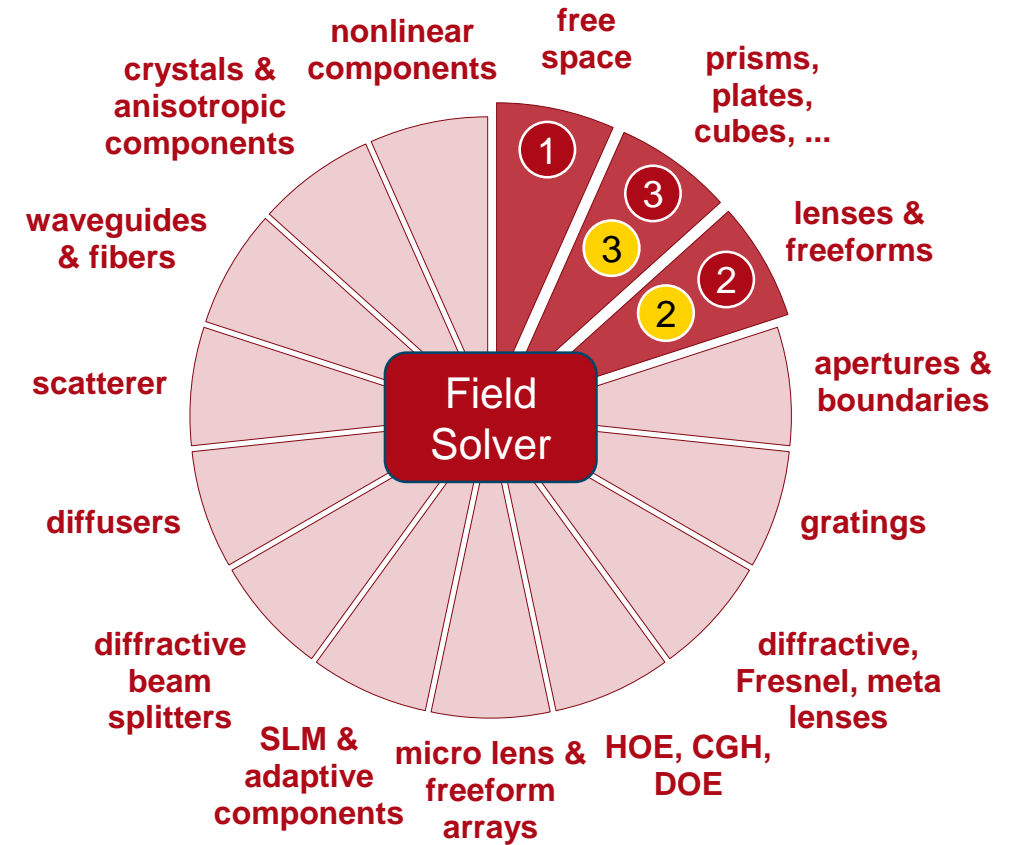 free
space
prisms,
plates,
cubes, ...
lenses &
freeforms
apertures &
boundaries
gratings
diffractive,
Fresnel, meta
lenses
HOE, CGH,
DOE
micro lens &
freeform
arrays
SLM &
adaptive
components
diffractive
beam
splitters
diffusers
scatterer
waveguides
& fibers
crystals &
anisotropic
components
nonlinear
components
1
3
3
2
2
Field
Solver